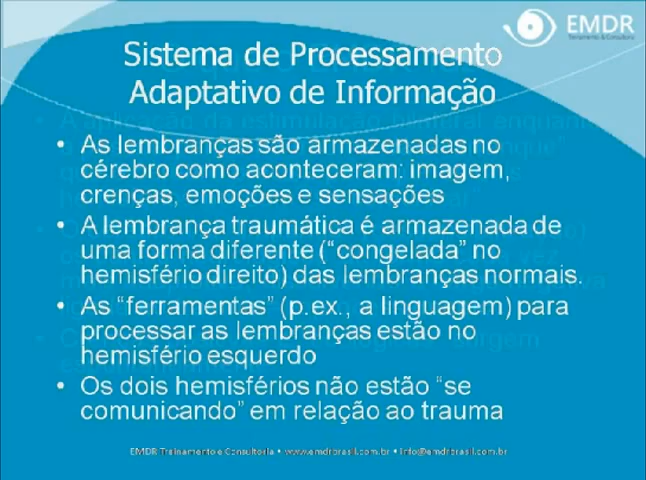 EMDR
Treinamento & Consultoria
Sistema de Processamento
Adaptativo de Informação
• As lembranças são armazenadas no
cérebro como aconteceram: imagem,
crenças, emoções e sensações
• A lembrança traumática é armazenada de
uma forma diferente (“congelada” no
hemisfério direito) das lembranças normais.
• As “ferramentas” (p.ex., a linguagem) para
processar as lembranças estão no
hemisfério esquerdo
• Os dois hemisférios não estão “se
comunicando” em relação ao trauma
EMDR Treinamento e Consultoria • www.emdrbrasil.com.br • info@emdrbrasil.com.br